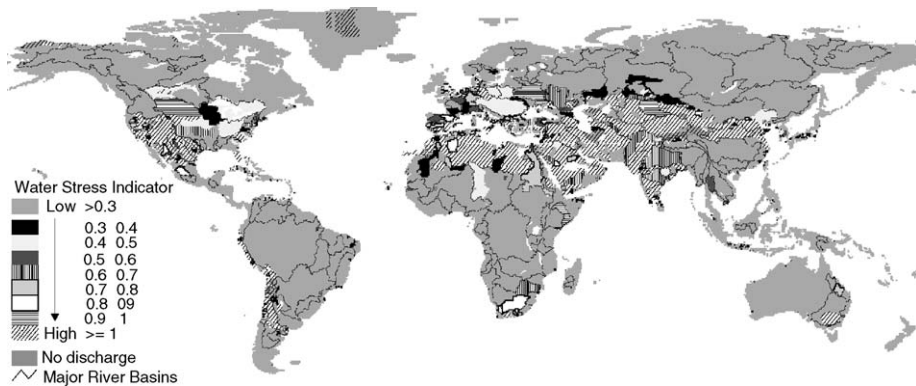 Water Stress Indicator
Low >0.3
0.3 0.4
0.4 0.5
0.5 0.6
0.6 0.7
0.7 0.8
0.8 09
0.9 1
High >= 1
No discharge
Major River Basins